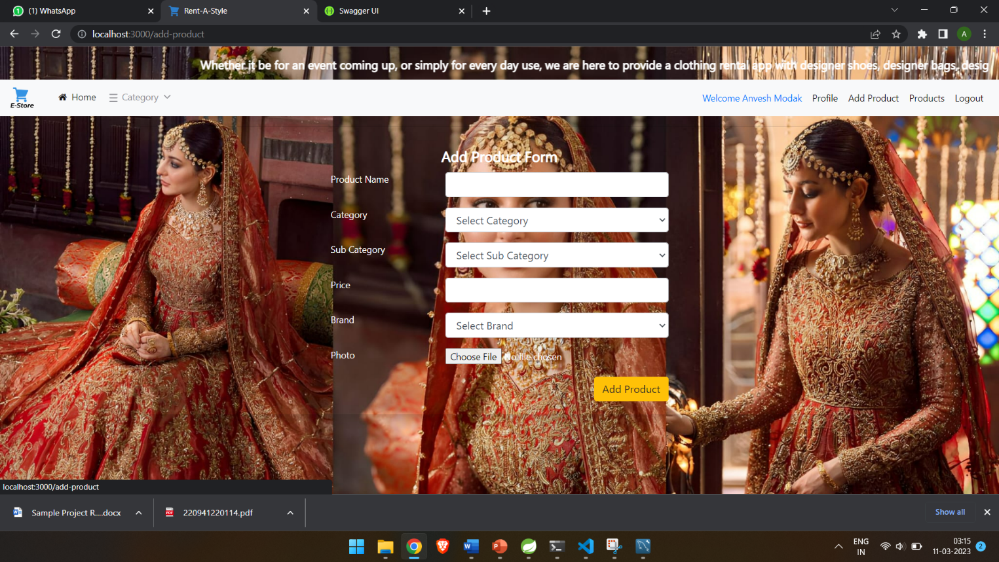 (1) WhatsApp
Rent-A-Style
Swagger UI
localhost:3000/add-product
A
Whether it be for an event coming up, or simply for every day use, we are here to provide a clothing rental app with designer shoes, designer bags, desig
E-Store
Home
Category
Welcome Anvesh Modak
Profile
Add Product
Products
Logout
Add Product Form
Product Name
Category
Select Category
Sub Category
Select Sub Category
Price
Brand
Select Brand
Photo
Choose File No file chosen
Add Product
localhost:3000/add-product
Sample Project R....docx
220941220114.pdf
Show all
ENG
IN
03:15
11-03-2023
2